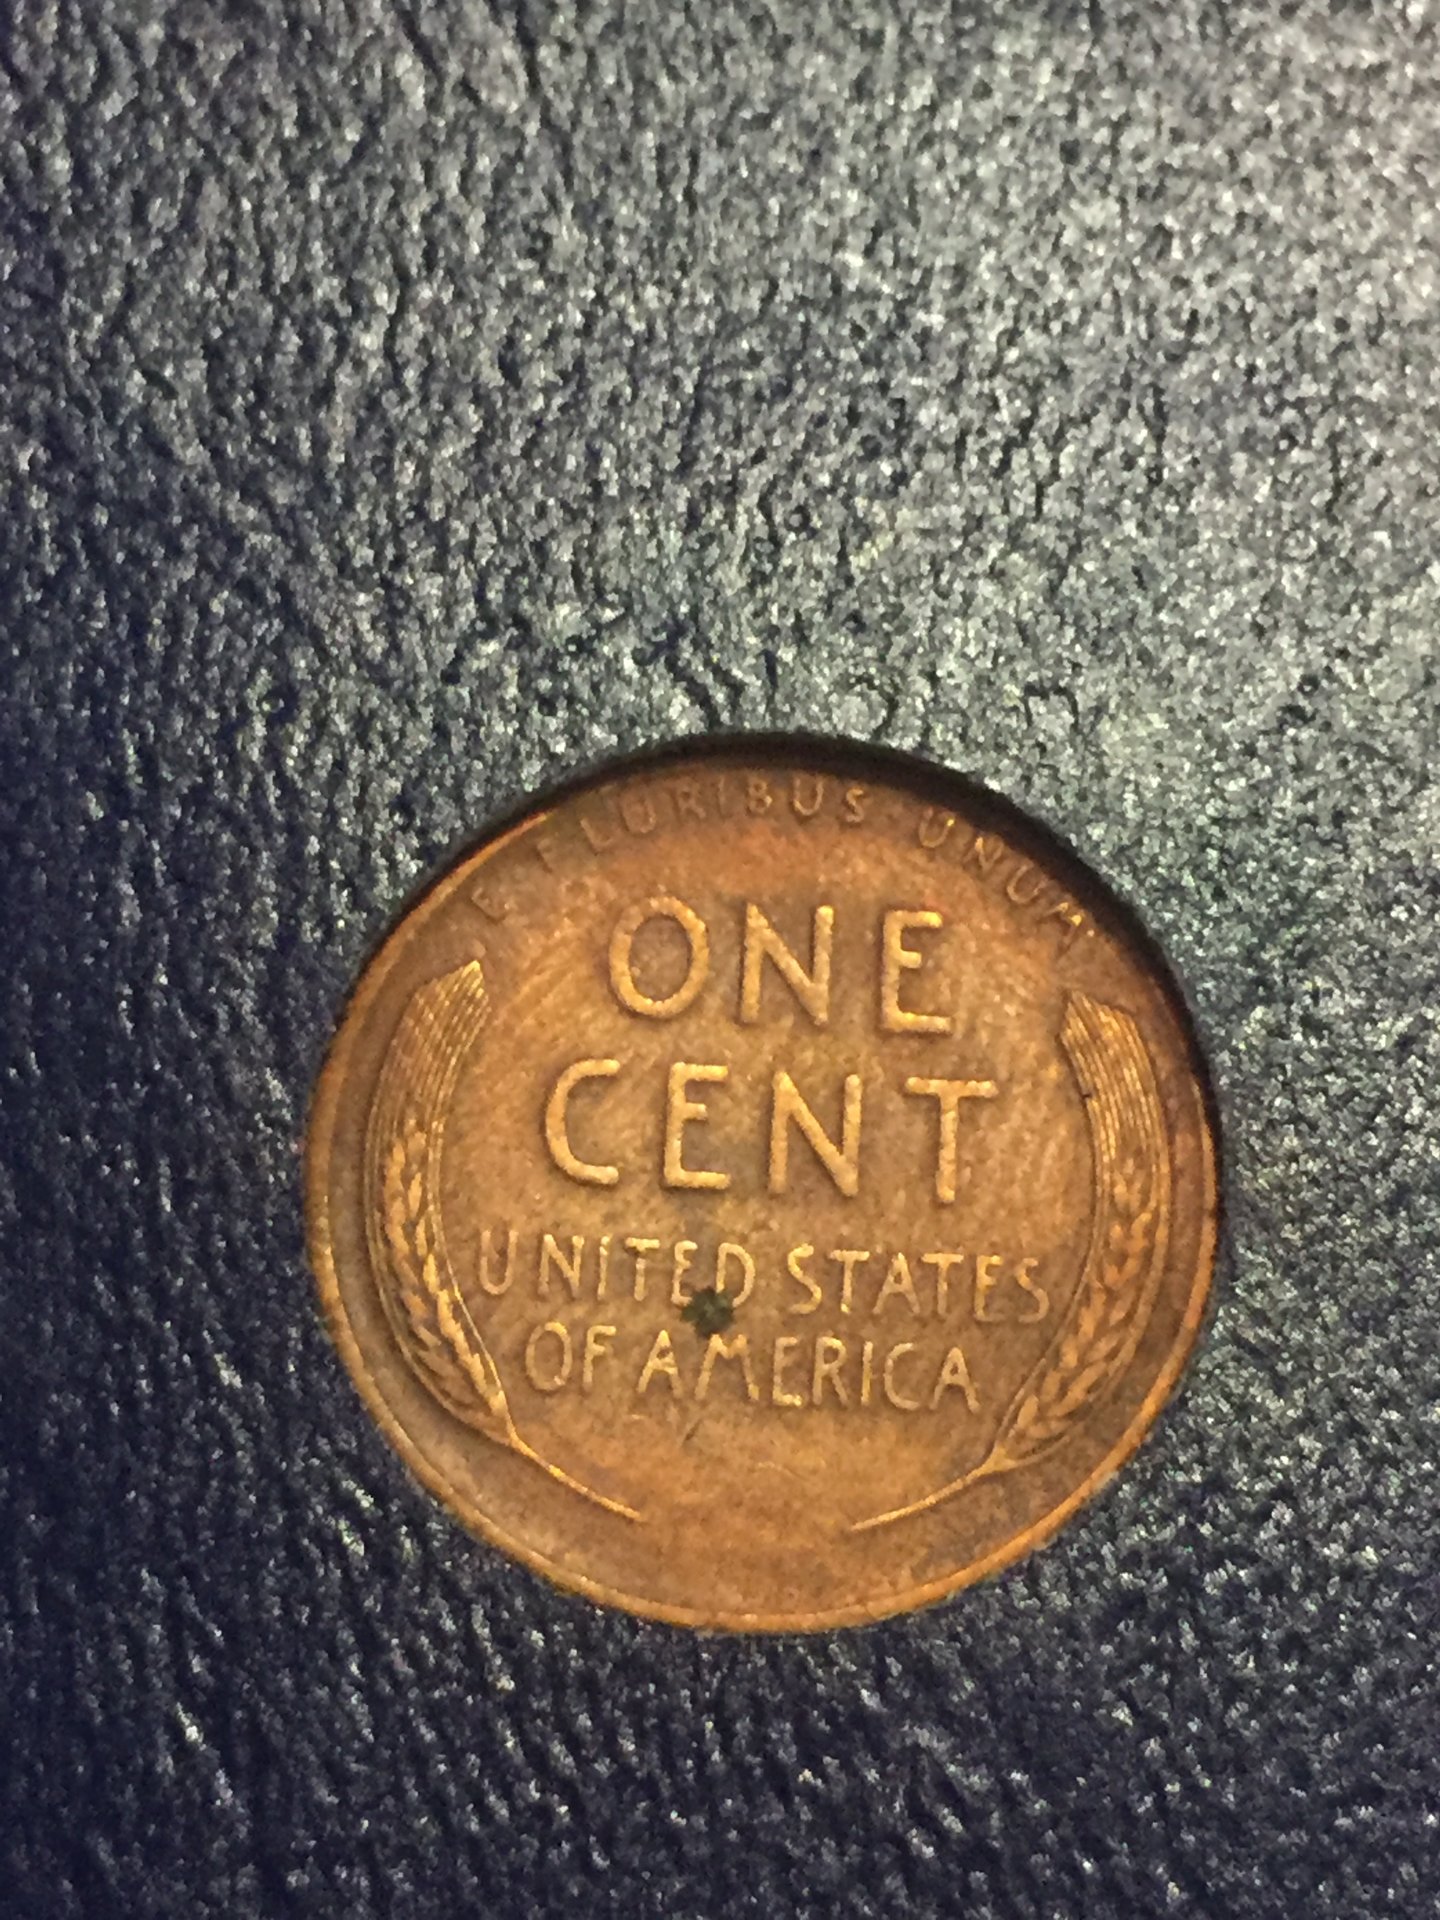 E PLURIBUS UNUM
ONE
CENT
UNITED STATES
OF AMERICA